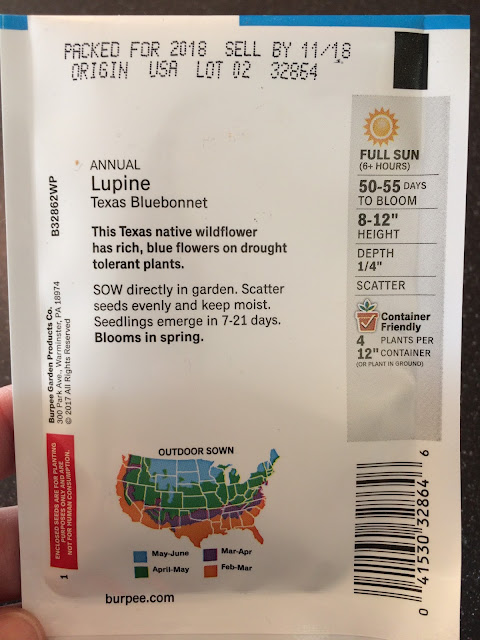 PACKED FOR 2018 SELL BY 11/18
ORIGIN USA LOT 02 32864
ANNUAL
Lupine
Texas Bluebonnet
This Texas native wildflower
has rich, blue flowers on drought
tolerant plants.
SOW directly in garden. Scatter
seeds evenly and keep moist.
Seedlings emerge in 7-21 days.
Blooms in spring.
FULL SUN
(6+ HOURS)
50-55 DAYS
TO BLOOM
8-12"
HEIGHT
DEPTH
1/4"
SCATTER
Container
Friendly
4 PLANTS PER
12" CONTAINER
(OR PLANT IN GROUND)
B32862WP
Burpee Garden Products Co.
300 Park Ave., Warminster, PA 18974
© 2017 All Rights Reserved
ENCLOSED SEEDS ARE FOR PLANTING
PURPOSES ONLY AND ARE
NOT FOR HUMAN CONSUMPTION.
1
OUTDOOR SOWN
May-June
Mar-Apr
April-May
Feb-Mar
burpee.com
0 41530 32864 6